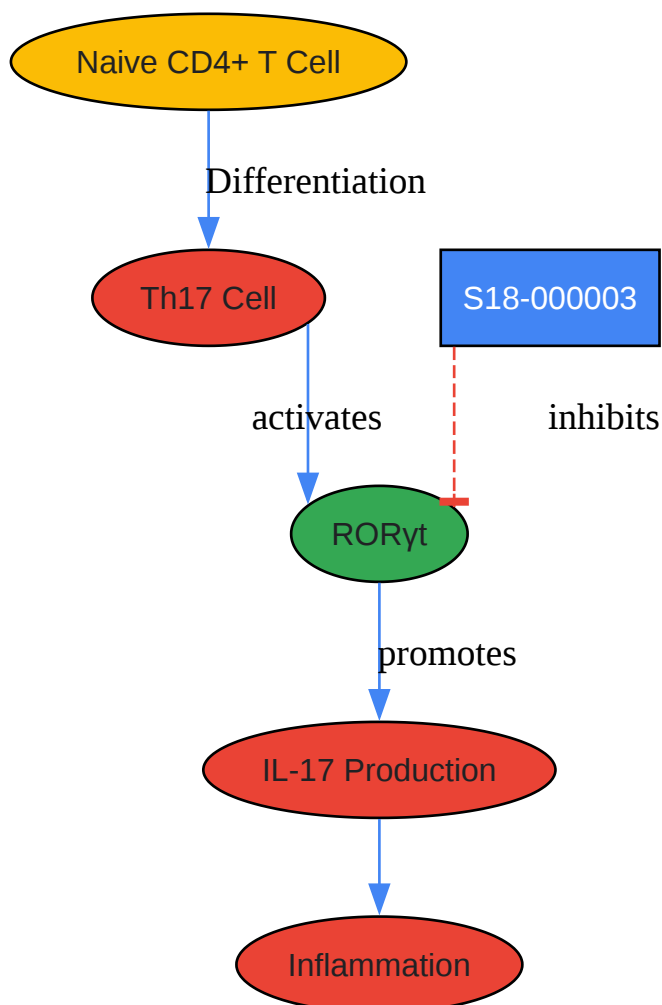 Naive CD4+ T Cell
Differentiation
Th17 Cell
S18-000003
activates
inhibits
RORγt
promotes
IL-17 Production
Inflammation